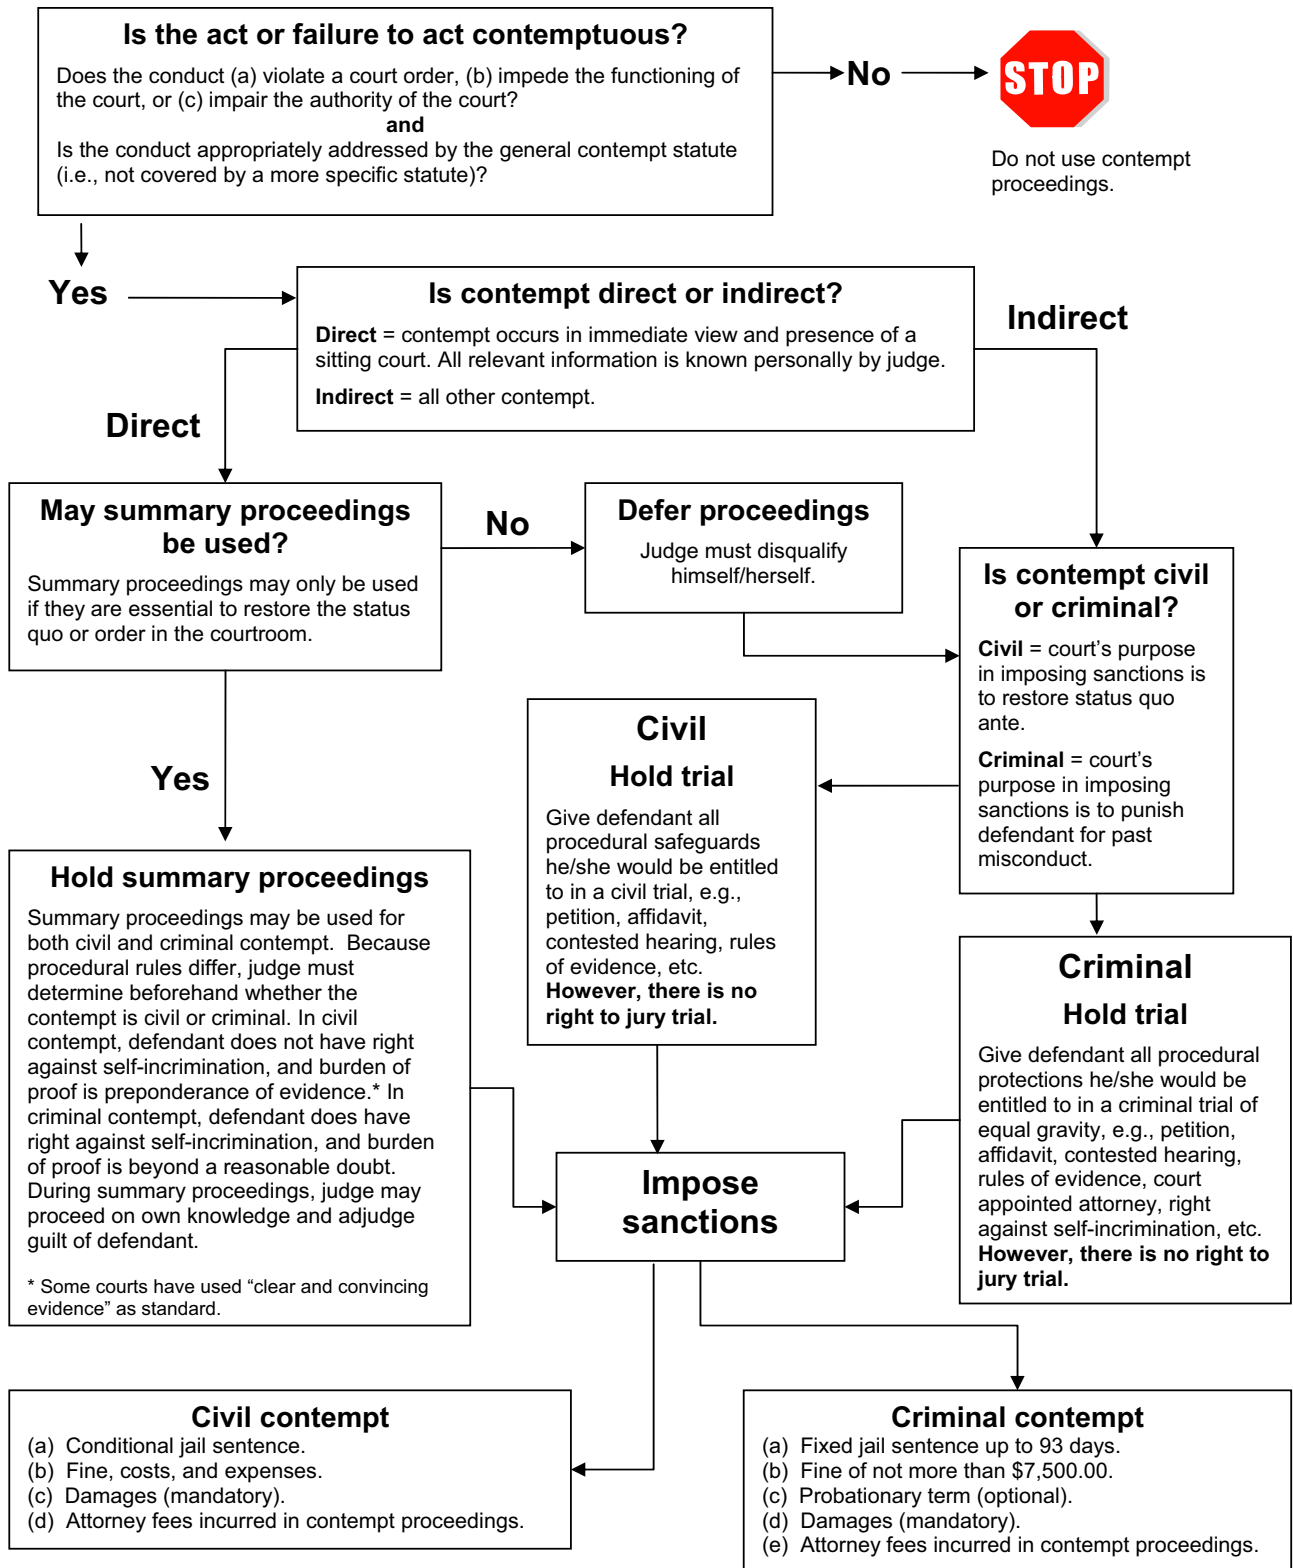 Is the act or failure to act contemptuous?
Does the conduct (a) violate a court order, (b) impede the functioning of
the court, or (c) impair the authority of the court?
and
Is the conduct appropriately addressed by the general contempt statute
(i.e., not covered by a more specific statute)?
No
STOP
Do not use contempt
proceedings.
Yes
Is contempt direct or indirect?
Direct = contempt occurs in immediate view and presence of a
sitting court. All relevant information is known personally by judge.
Indirect = all other contempt.
Indirect
Direct
May summary proceedings
be used?
Summary proceedings may only be used
if they are essential to restore the status
quo or order in the courtroom.
No
Defer proceedings
Judge must disqualify
himself/herself.
Is contempt civil
or criminal?
Civil = court’s purpose
in imposing sanctions is
to restore status quo
ante.
Criminal = court’s
purpose in imposing
sanctions is to punish
defendant for past
misconduct.
Yes
Civil
Hold trial
Give defendant all
procedural safeguards
he/she would be entitled
to in a civil trial, e.g.,
petition, affidavit,
contested hearing, rules
of evidence, etc.
However, there is no
right to jury trial.
Hold summary proceedings
Summary proceedings may be used for
both civil and criminal contempt.  Because
procedural rules differ, judge must
determine beforehand whether the
contempt is civil or criminal. In civil
contempt, defendant does not have right
against self-incrimination, and burden of
proof is preponderance of evidence.* In
criminal contempt, defendant does have
right against self-incrimination, and burden
of proof is beyond a reasonable doubt.
During summary proceedings, judge may
proceed on own knowledge and adjudge
guilt of defendant.
* Some courts have used “clear and convincing
evidence” as standard.
Criminal
Hold trial
Give defendant all procedural
protections he/she would be
entitled to in a criminal trial of
equal gravity, e.g., petition,
affidavit, contested hearing,
rules of evidence, court
appointed attorney, right
against self-incrimination, etc.
However, there is no right to
jury trial.
Impose
sanctions
Civil contempt
(a) Conditional jail sentence.
(b) Fine, costs, and expenses.
(c) Damages (mandatory).
(d) Attorney fees incurred in contempt proceedings.
Criminal contempt
(a) Fixed jail sentence up to 93 days.
(b) Fine of not more than $7,500.00.
(c) Probationary term (optional).
(d) Damages (mandatory).
(e) Attorney fees incurred in contempt proceedings.